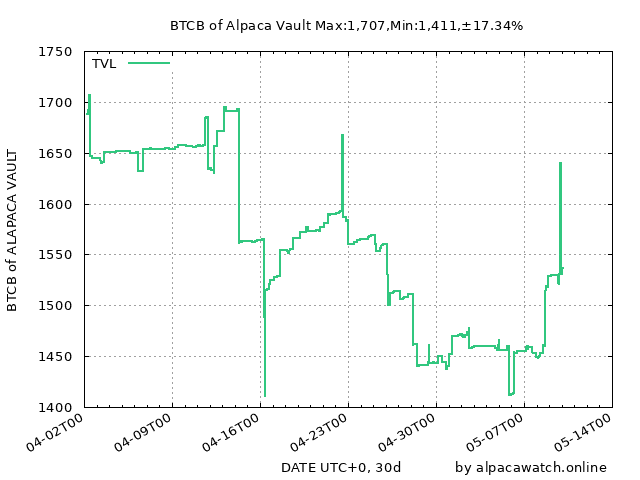 BTCB of Alpaca Vault Max:1,707,Min:1,411,±17.34%
TVL
1750
1700
1650
1600
1550
1500
1450
1400
BTCB of ALAPACA VAULT
04-02T00
04-09T00
04-16T00
04-23T00
04-30T00
05-07T00
05-14T00
DATE UTC+0, 30d
by alpacawatch.online